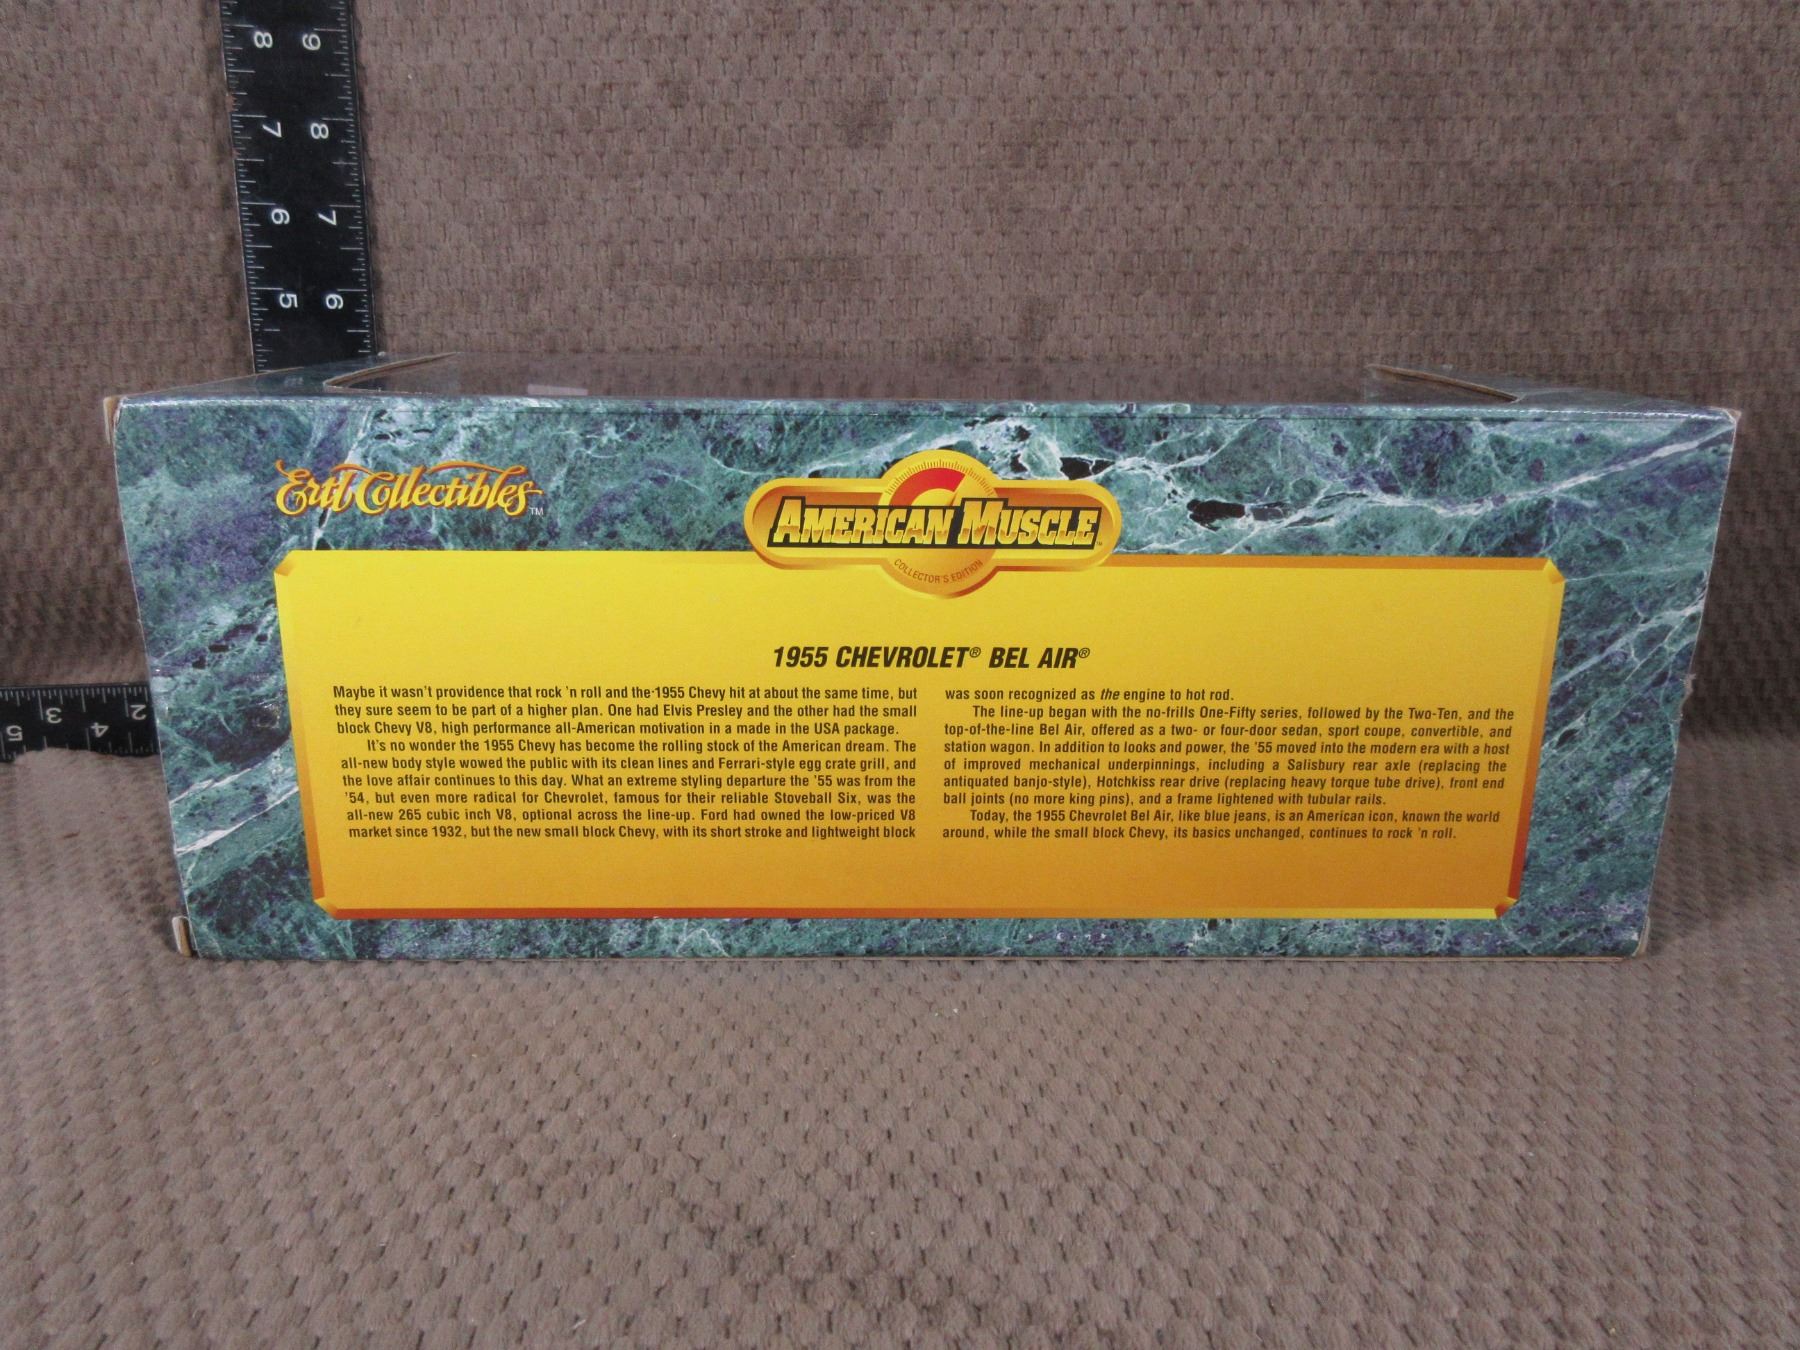 8 9
7 8
6 7
5 6
5 4 3 2
Ertl Collectibles™
AMERICAN MUSCLE™
COLLECTOR'S EDITION
1955 CHEVROLET® BEL AIR®
Maybe it wasn't providence that rock 'n roll and the 1955 Chevy hit at about the same time, but
they sure seem to be part of a higher plan. One had Elvis Presley and the other had the small
block Chevy V8, high performance all-American motivation in a made in the USA package.
It's no wonder the 1955 Chevy has become the rolling stock of the American dream. The
all-new body style wowed the public with its clean lines and Ferrari-style egg crate grill, and
the love affair continues to this day. What an extreme styling departure the '55 was from the
'54, but even more radical for Chevrolet, famous for their reliable Stoveball Six, was the
all-new 265 cubic inch V8, optional across the line-up. Ford had owned the low-priced V8
market since 1932, but the new small block Chevy, with its short stroke and lightweight block
was soon recognized as the engine to hot rod.
The line-up began with the no-frills One-Fifty series, followed by the Two-Ten, and the
top-of-the-line Bel Air, offered as a two- or four-door sedan, sport coupe, convertible, and
station wagon. In addition to looks and power, the '55 moved into the modern era with a host
of improved mechanical underpinnings, including a Salisbury rear axle (replacing the
antiquated banjo-style), Hotchkiss rear drive (replacing heavy torque tube drive), front end
ball joints (no more king pins), and a frame lightened with tubular rails.
Today, the 1955 Chevrolet Bel Air, like blue jeans, is an American icon, known the world
around, while the small block Chevy, its basics unchanged, continues to rock 'n roll.